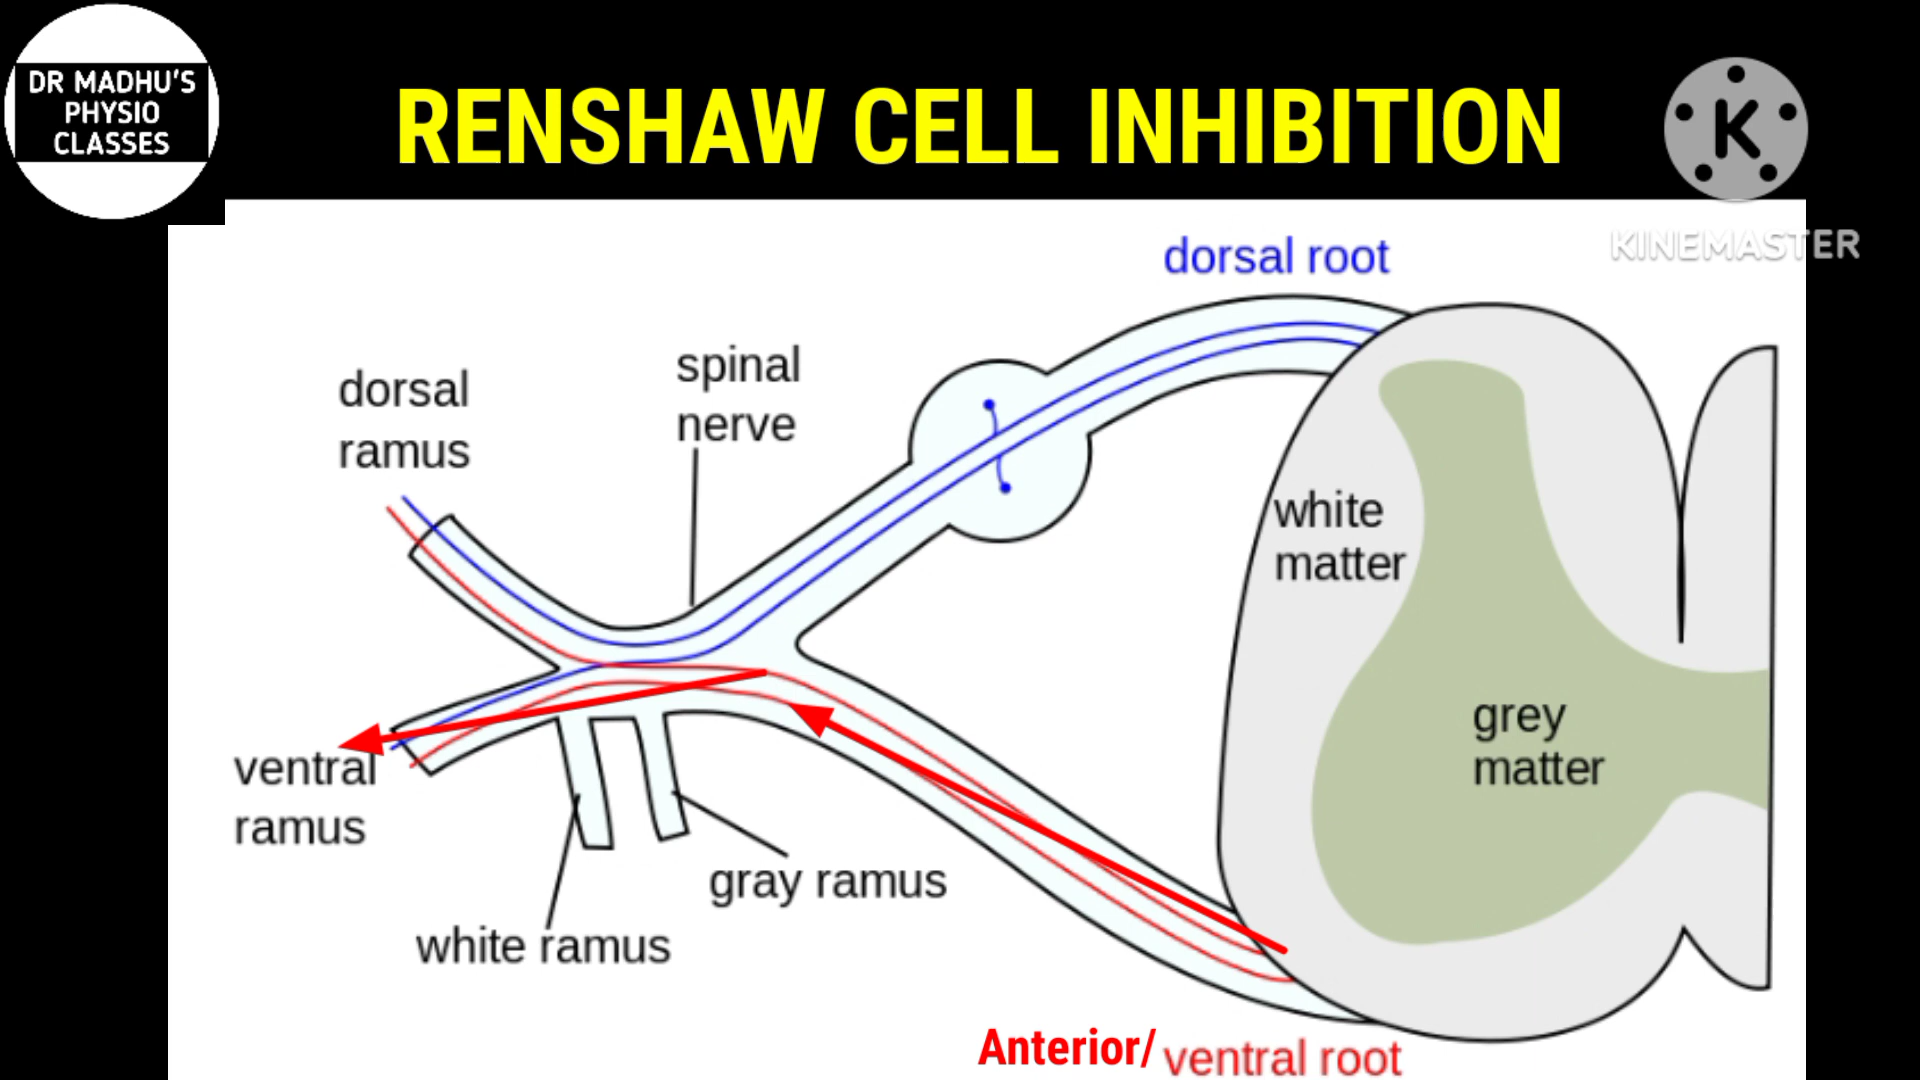 DR MADHU'S
PHYSIO
CLASSES
RENSHAW CELL INHIBITION
K
KINEMASTER
dorsal root
dorsal
ramus
spinal
nerve
white
matter
grey
matter
ventral
ramus
gray ramus
white ramus
Anterior/ ventral root